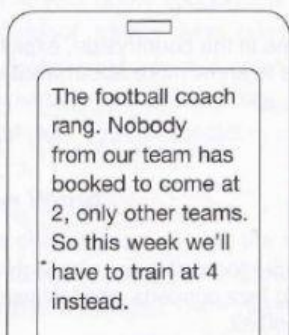 The football coach
rang. Nobody
from our team has
booked to come at
2, only other teams.
So this week we'll
have to train at 4
instead.